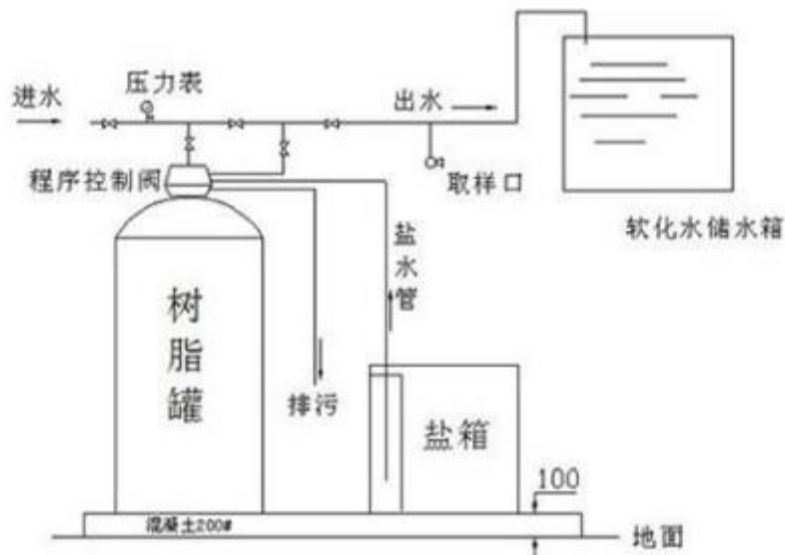 压力表
进水
出水
程序控制阀
取样口
软化水储水箱
盐水管
树脂罐
排污
盐箱
100
混凝土200#
地面